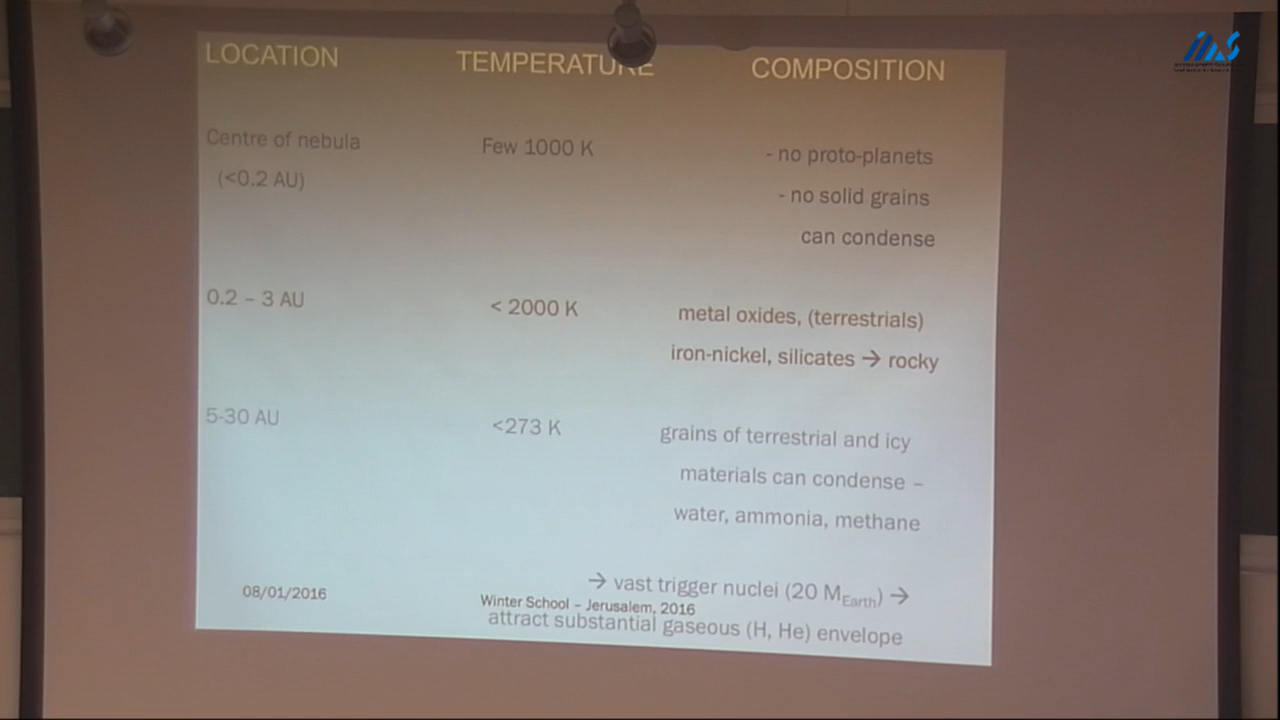 LOCATION TEMPERATURE COMPOSITION
Centre of nebula Few 1000 K - no proto-planets
(<0.2 AU) - no solid grains
can condense
0.2 – 3 AU < 2000 K metal oxides, (terrestrials)
iron-nickel, silicates → rocky
5-30 AU <273 K grains of terrestrial and icy
materials can condense –
water, ammonia, methane
→ vast trigger nuclei (20 M_Earth) →
attract substantial gaseous (H, He) envelope
08/01/2016 Winter School – Jerusalem, 2016